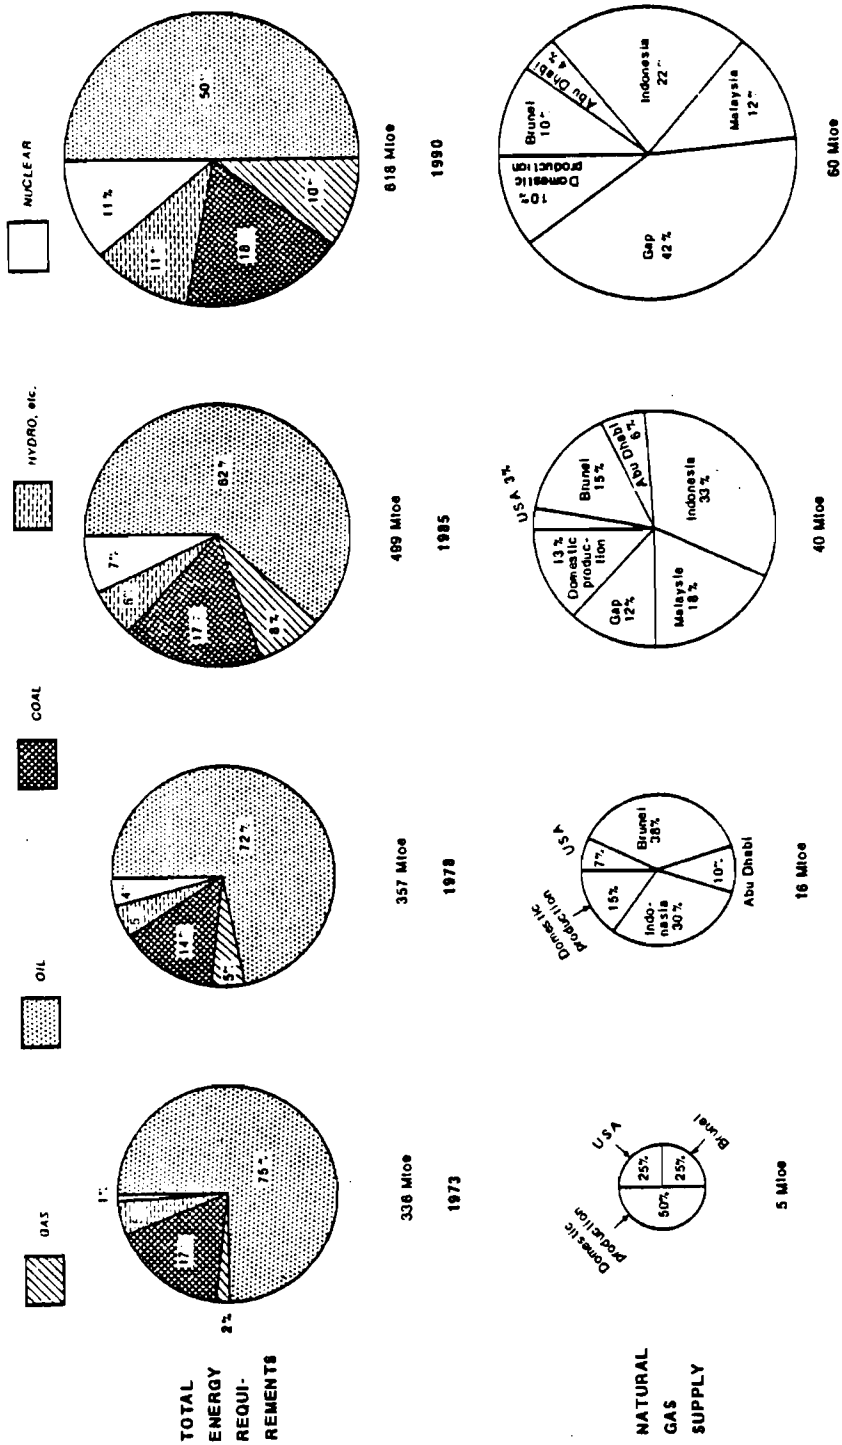 GAS
OIL
COAL
HYDRO, etc.
NUCLEAR
TOTAL
ENERGY
REQUI-
REMENTS
1%
17%
2%
75%
Mtoe
1973
4%
5
14%
5%
72%
357 Mtoe
1978
7%
6%
17%
8%
62%
499 Mtoe
1985
11%
11%
18
10%
50%
618 Mtoe
1990
NATURAL
GAS
SUPPLY
Domestic
production
50%
USA
25%
25%
Brunei
5 Mtoe
Domestic
production
15%
USA
7%
Brunei
38%
Indo-
nesia
30%
10%
Abu Dhabi
16 Mtoe
USA 3%
13%
Domestic
produc-
tion
Brunei
15%
Abu Dhabi
6%
Gap
12%
Malaysia
18%
Indonesia
33%
40 Mtoe
Domestic
production
10%
Brunei
10%
Abu Dhabi
4%
Gap
42%
Indonesia
22%
Malaysia
12%
60 Mtoe